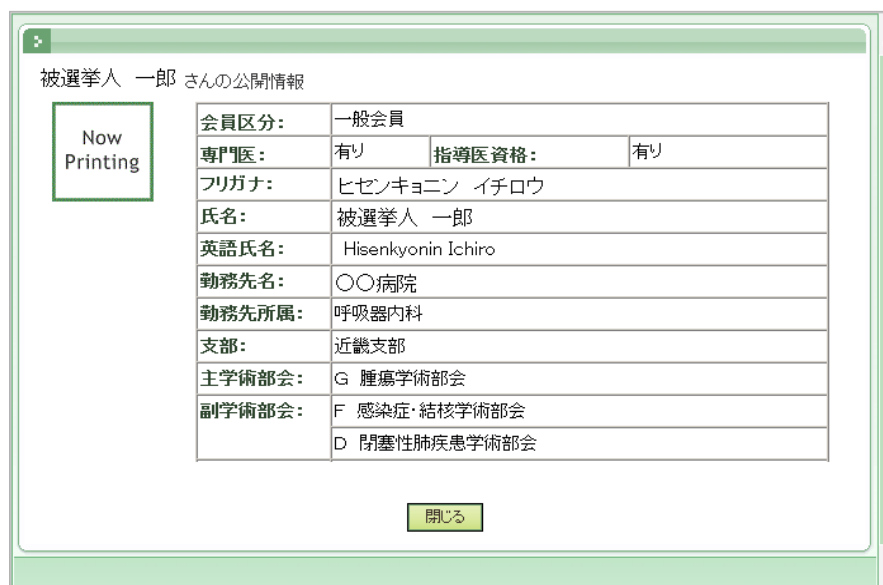 被選挙人 一郎 さんの公開情報
Now
Printing
会員区分： 一般会員
専門医： 有り 指導医資格： 有り
フリガナ： ヒセンキョニン イチロウ
氏名： 被選挙人 一郎
英語氏名： Hisenkyonin Ichiro
勤務先名： 〇〇病院
勤務先所属： 呼吸器内科
支部： 近畿支部
主学術部会： G 腫瘍学術部会
副学術部会： F 感染症・結核学術部会
D 閉塞性肺疾患学術部会
閉じる